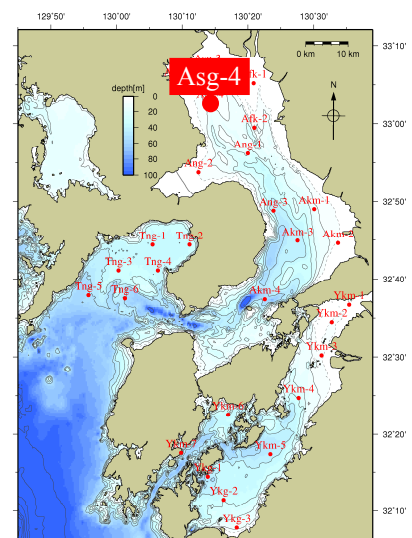 129°50' 130°00' 130°10' 130°20' 130°30'
33°10'
33°00'
32°50'
32°40'
32°30'
32°20'
32°10'
0 km 10 km
N
depth[m]
0
20
40
60
80
100
Asg-4
Afk-1
Afk-2
Ang-1
Ang-2
Ang-3
Akm-1
Akm-2
Akm-3
Akm-4
Tng-1
Tng-2
Tng-3
Tng-4
Tng-5
Tng-6
Ykm-1
Ykm-2
Ykm-3
Ykm-4
Ykm-5
Ykm-6
Ykm-7
Ykg-1
Ykg-2
Ykg-3